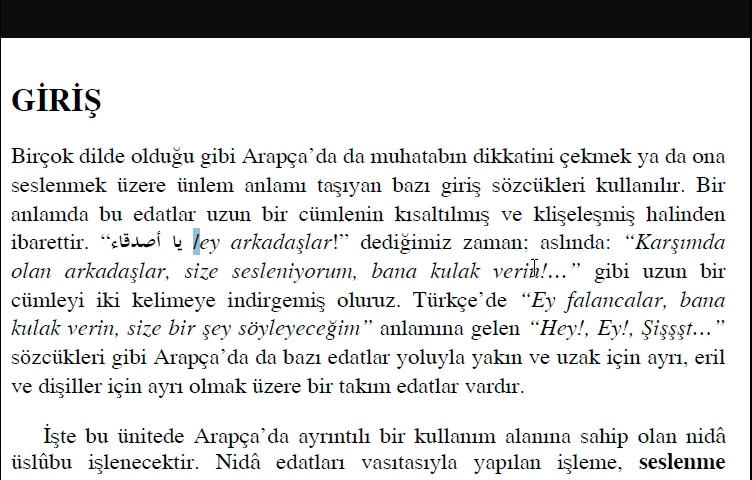 GİRİŞ
Birçok dilde olduğu gibi Arapça’da da muhatabın dikkatini çekmek ya da ona
seslenmek üzere ünlem anlamı taşıyan bazı giriş sözcükleri kullanılır. Bir
anlamda bu edatlar uzun bir cümlenin kısaltılmış ve klişeleşmiş halinden
ibarettir. “يا أصدقاء /ey arkadaşlar!” dediğimiz zaman; aslında: “Karşımda
olan arkadaşlar, size sesleniyorum, bana kulak verin!…” gibi uzun bir
cümleyi iki kelimeye indirgemiş oluruz. Türkçe’de “Ey falancalar, bana
kulak verin, size bir şey söyleyeceğim” anlamına gelen “Hey!, Ey!, Şişşşt…”
sözcükleri gibi Arapça’da da bazı edatlar yoluyla yakın ve uzak için ayrı, eril
ve dişiller için ayrı olmak üzere bir takım edatlar vardır.
İşte bu ünitede Arapça’da ayrıntılı bir kullanım alanına sahip olan nidâ
üslûbu işlenecektir. Nidâ edatları vasıtasıyla yapılan işleme, seslenme